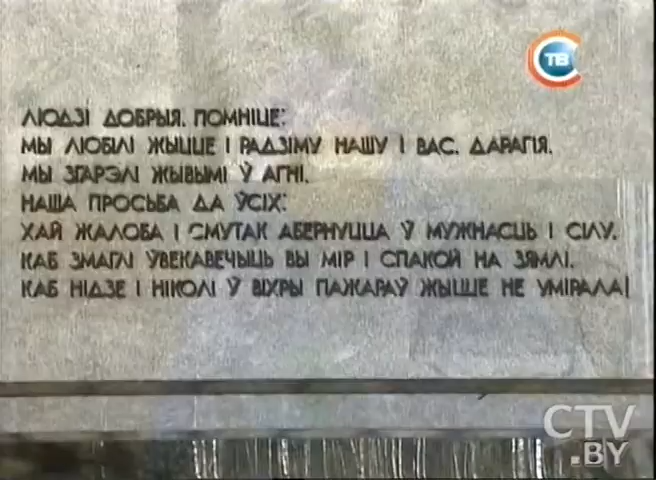 СТВ
ЛЮДЗІ ДОБРЫЯ, ПОМНІЦЕ:
МЫ ЛЮБІЛІ ЖЫЦЦЕ І РАДЗІМУ НАШУ І ВАС, ДАРАГІЯ.
МЫ ЗГАРЭЛІ ЖЫВЫМІ Ў АГНІ.
НАША ПРОСЬБА ДА ЎСІХ:
ХАЙ ЖАЛОБА І СМУТАК АБЕРНУЦЦА Ў МУЖНАСЦЬ І СІЛУ,
КАБ ЗМАГЛІ ЎВЕКАВЕЧЫЦЬ ВЫ МІР І СПАКОЙ НА ЗЯМЛІ,
КАБ НІДЗЕ І НІКОЛІ Ў ВІХРЫ ПАЖАРАЎ ЖЫЦЦЕ НЕ ЎМІРАЛА!
CTV
.BY